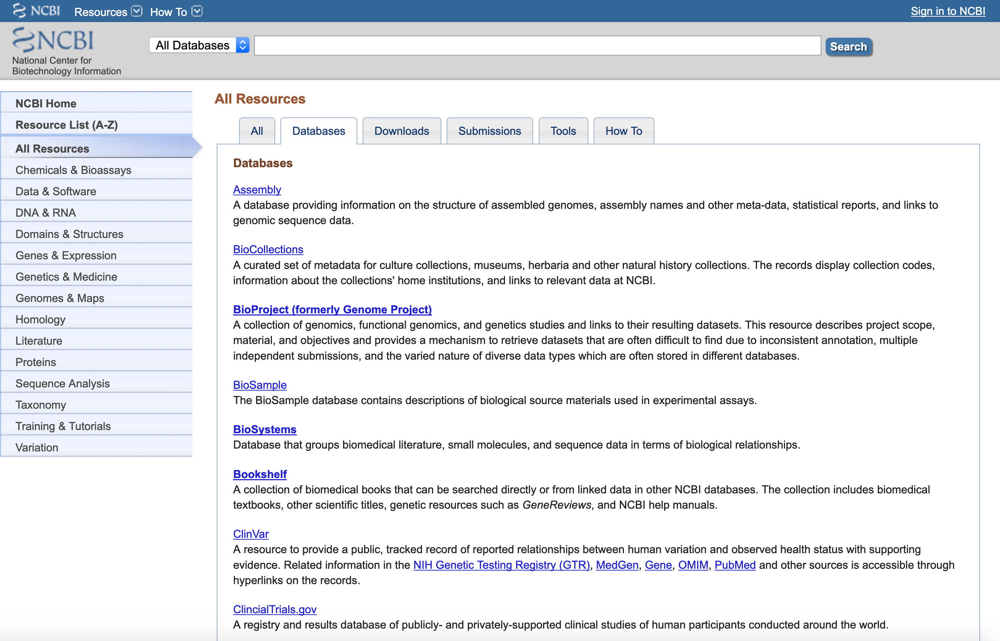 NCBI Resources How To Sign in to NCBI
NCBI
National Center for
Biotechnology Information
All Databases Search
NCBI Home
Resource List (A-Z)
All Resources
Chemicals & Bioassays
Data & Software
DNA & RNA
Domains & Structures
Genes & Expression
Genetics & Medicine
Genomes & Maps
Homology
Literature
Proteins
Sequence Analysis
Taxonomy
Training & Tutorials
Variation
All Resources
All Databases Downloads Submissions Tools How To
Databases
Assembly
A database providing information on the structure of assembled genomes, assembly names and other meta-data, statistical reports, and links to
genomic sequence data.
BioCollections
A curated set of metadata for culture collections, museums, herbaria and other natural history collections. The records display collection codes,
information about the collections' home institutions, and links to relevant data at NCBI.
BioProject (formerly Genome Project)
A collection of genomics, functional genomics, and genetics studies and links to their resulting datasets. This resource describes project scope,
material, and objectives and provides a mechanism to retrieve datasets that are often difficult to find due to inconsistent annotation, multiple
independent submissions, and the varied nature of diverse data types which are often stored in different databases.
BioSample
The BioSample database contains descriptions of biological source materials used in experimental assays.
BioSystems
Database that groups biomedical literature, small molecules, and sequence data in terms of biological relationships.
Bookshelf
A collection of biomedical books that can be searched directly or from linked data in other NCBI databases. The collection includes biomedical
textbooks, other scientific titles, genetic resources such as GeneReviews, and NCBI help manuals.
ClinVar
A resource to provide a public, tracked record of reported relationships between human variation and observed health status with supporting
evidence. Related information in the NIH Genetic Testing Registry (GTR), MedGen, Gene, OMIM, PubMed and other sources is accessible through
hyperlinks on the records.
ClincialTrials.gov
A registry and results database of publicly- and privately-supported clinical studies of human participants conducted around the world.